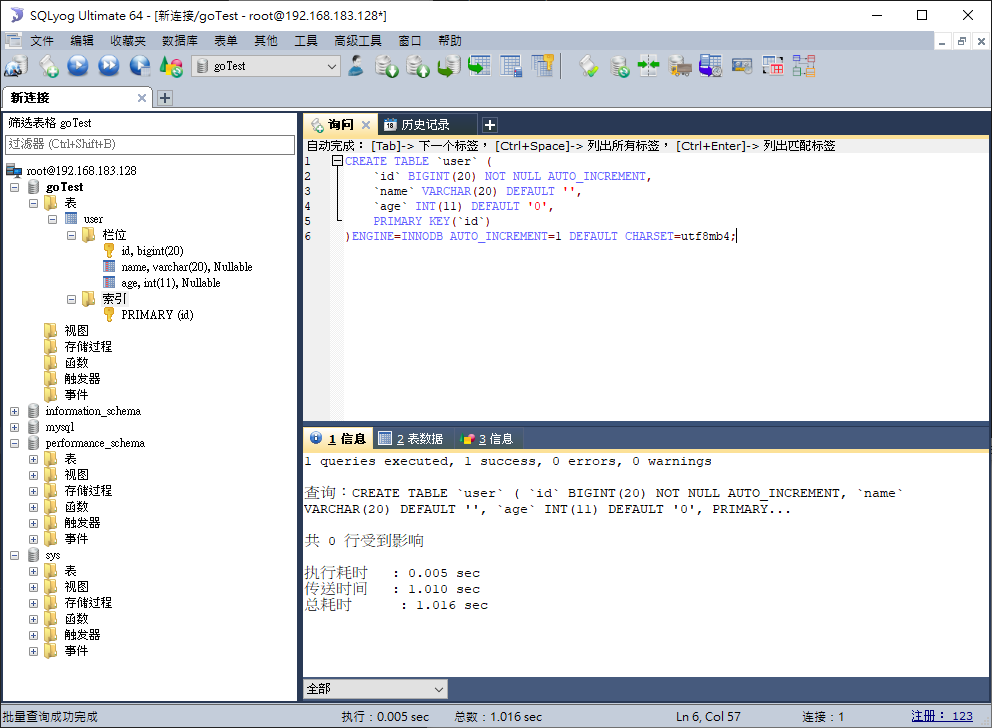 SQLyog Ultimate 64 - [新连接/goTest - root@192.168.183.128*]
文件 编辑 收藏夹 数据库 表单 其他 工具 高级工具 窗口 帮助
goTest
新连接
筛选表格 goTest
过滤器 (Ctrl+Shift+B)
root@192.168.183.128
goTest
表
user
栏位
id, bigint(20)
name, varchar(20), Nullable
age, int(11), Nullable
索引
PRIMARY (id)
视图
存储过程
函数
触发器
事件
information_schema
mysql
performance_schema
表
视图
存储过程
函数
触发器
事件
sys
表
视图
存储过程
函数
触发器
事件
询问 历史记录
自动完成： [Tab]-> 下一个标签， [Ctrl+Space]-> 列出所有标签， [Ctrl+Enter]-> 列出匹配标签
1 CREATE TABLE `user` (
2 `id` BIGINT(20) NOT NULL AUTO_INCREMENT,
3 `name` VARCHAR(20) DEFAULT '',
4 `age` INT(11) DEFAULT '0',
5 PRIMARY KEY(`id`)
6 )ENGINE=INNODB AUTO_INCREMENT=1 DEFAULT CHARSET=utf8mb4;
1 信息 2 表数据 3 信息
1 queries executed, 1 success, 0 errors, 0 warnings
查询：CREATE TABLE `user` ( `id` BIGINT(20) NOT NULL AUTO_INCREMENT, `name`
VARCHAR(20) DEFAULT '', `age` INT(11) DEFAULT '0', PRIMARY...
共 0 行受到影响
执行耗时 : 0.005 sec
传送时间 : 1.010 sec
总耗时 : 1.016 sec
全部
批量查询成功完成 执行：0.005 sec 总数：1.016 sec Ln 6, Col 57 连接：1 注册： 123